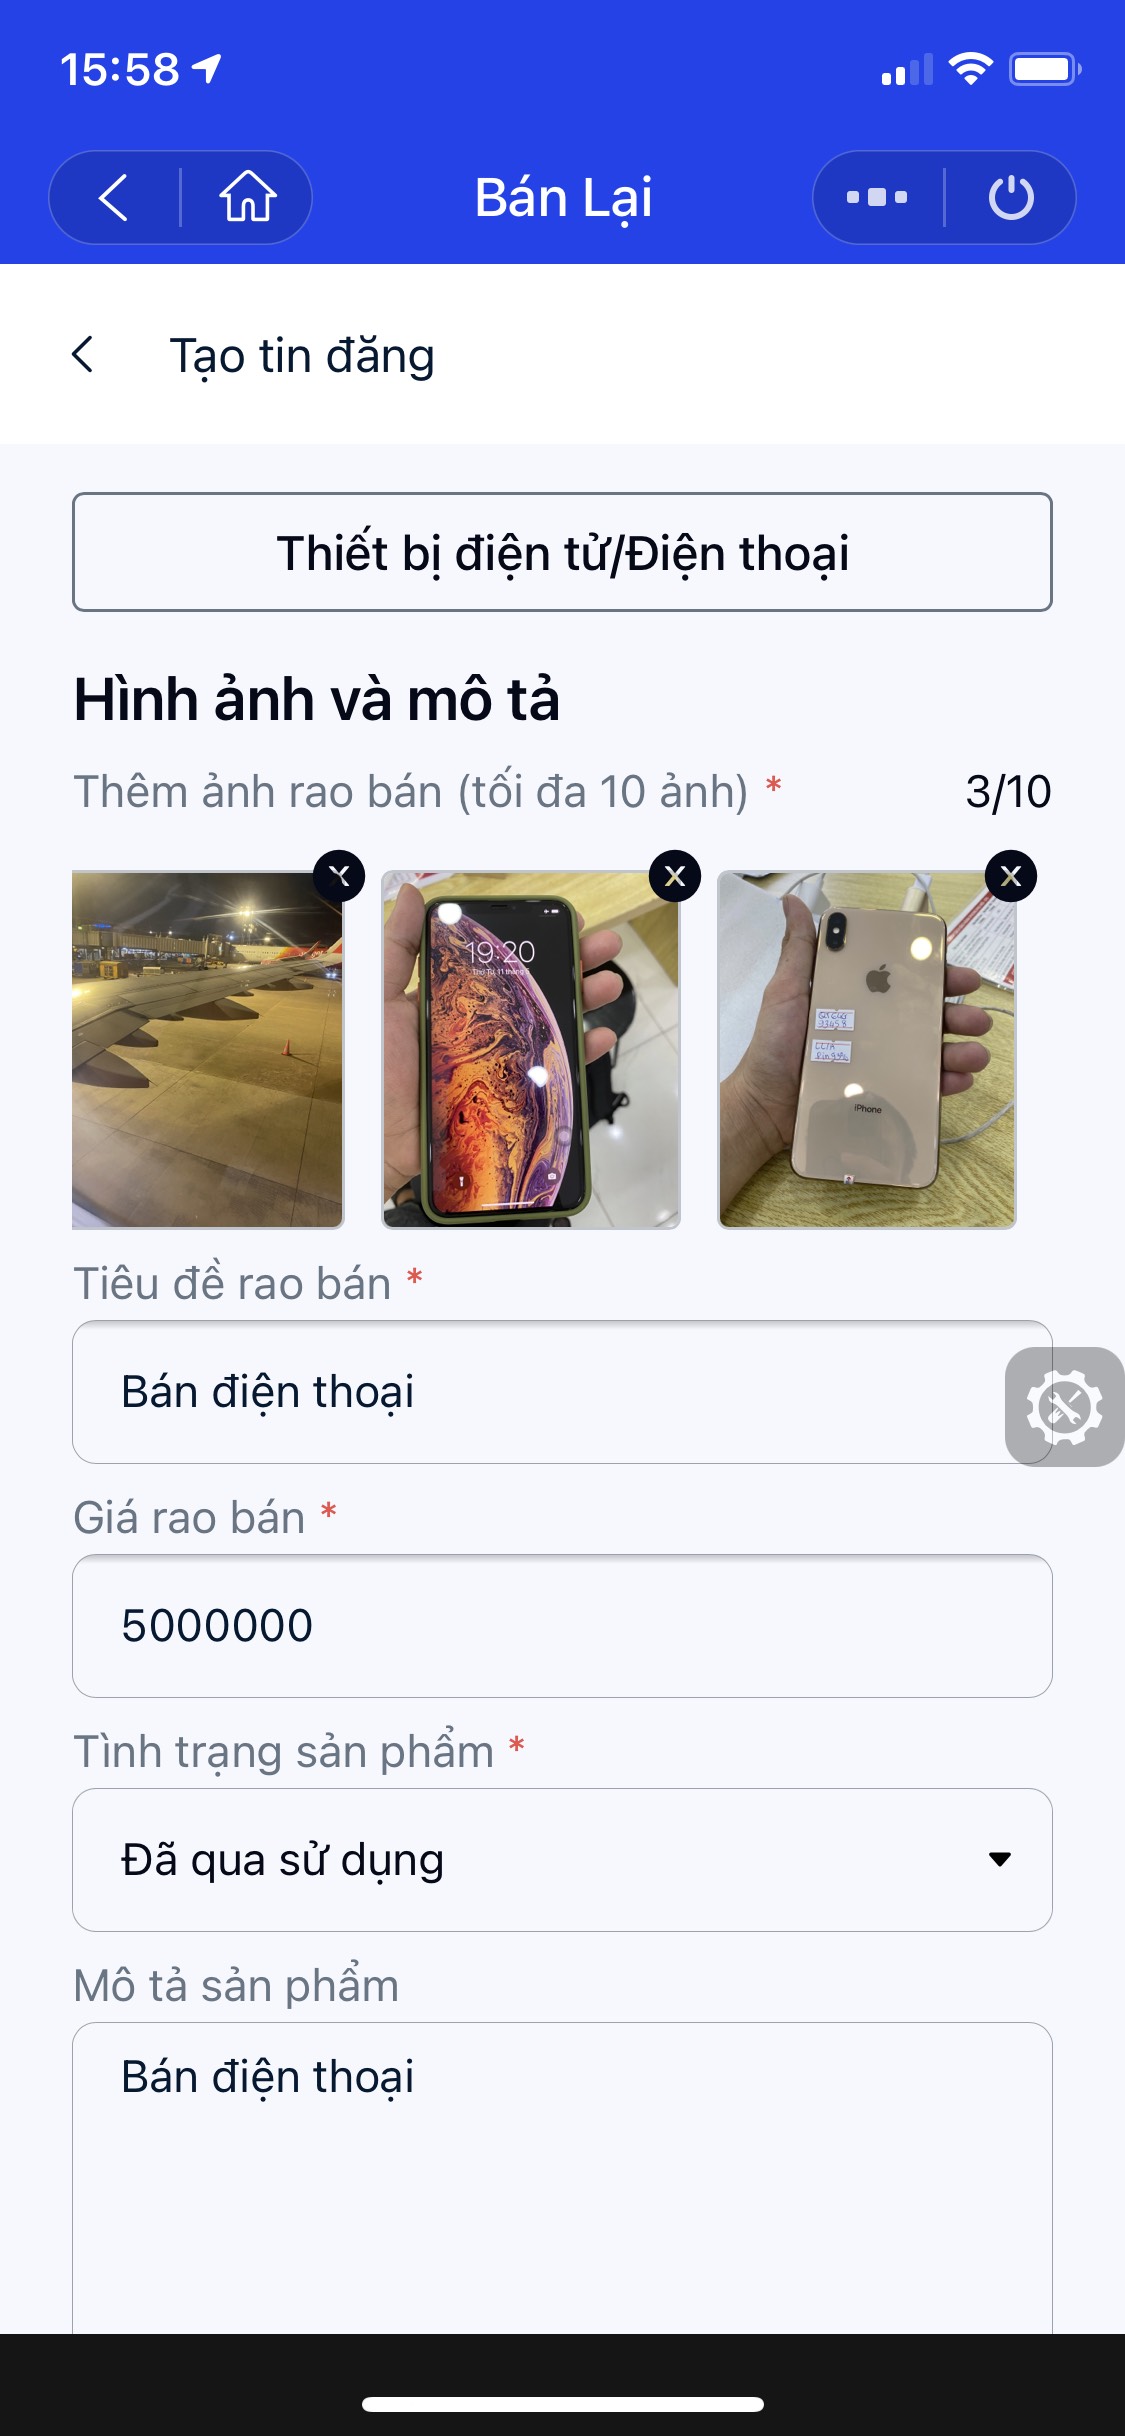 15:58
Bán Lại
Tạo tin đăng
Thiết bị điện tử/Điện thoại
Hình ảnh và mô tả
Thêm ảnh rao bán (tối đa 10 ảnh) *
3/10
X
X
X
19:20
iPhone
Tiêu đề rao bán *
Bán điện thoại
Giá rao bán *
5000000
Tình trạng sản phẩm *
Đã qua sử dụng
Mô tả sản phẩm
Bán điện thoại